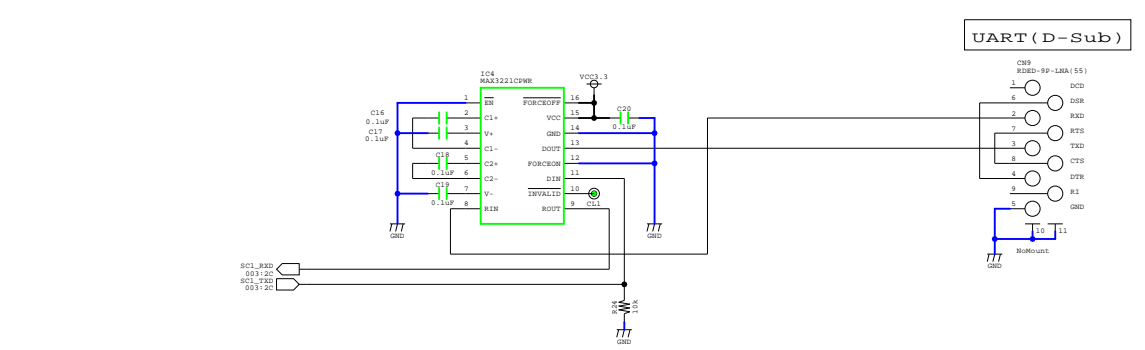 UART(D-Sub)
IC4
MAX3221CPWR
VCC3.3
CN9
RDED-9P-LNA(55)
1 EN FORCEOFF 16
2 C1+ VCC 15
3 V+ GND 14
4 C1- DOUT 13
5 C2+ FORCEON 12
6 C2- DIN 11
7 V- INVALID 10
8 RIN ROUT 9
C16
0.1uF
C17
0.1uF
C18
0.1uF
C19
0.1uF
C20
0.1uF
CL1
GND
GND
1 DCD
6 DSR
2 RXD
7 RTS
3 TXD
8 CTS
4 DTR
9 RI
5 GND
10 11
NoMount
GND
SC1_RXD
003:2C
SC1_TXD
003:2C
R24
10k
GND